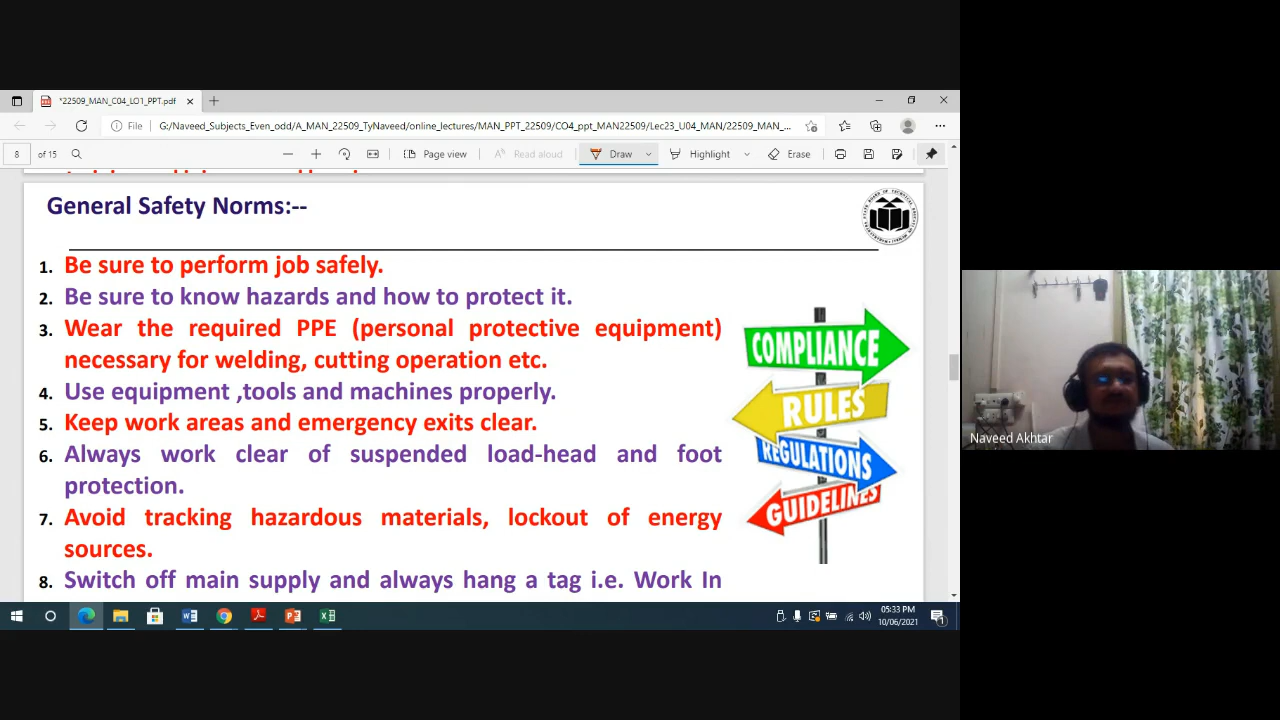 *22509_MAN_C04_LO1_PPT.pdf
File
G:/Naveed_Subjects_Even_odd/A_MAN_22509_TyNaveed/online_lectures/MAN_PPT_22509/CO4_ppt_MAN22509/Lec23_U04_MAN/22509_MAN_...
8 of 15
Page view
Read aloud
Draw
Highlight
Erase
General Safety Norms:--
1. Be sure to perform job safely.
2. Be sure to know hazards and how to protect it.
3. Wear the required PPE (personal protective equipment)
necessary for welding, cutting operation etc.
4. Use equipment ,tools and machines properly.
5. Keep work areas and emergency exits clear.
6. Always work clear of suspended load-head and foot
protection.
7. Avoid tracking hazardous materials, lockout of energy
sources.
8. Switch off main supply and always hang a tag i.e. Work In
COMPLIANCE
RULES
REGULATIONS
GUIDELINES
Naveed Akhtar
05:33 PM
10/06/2021
1